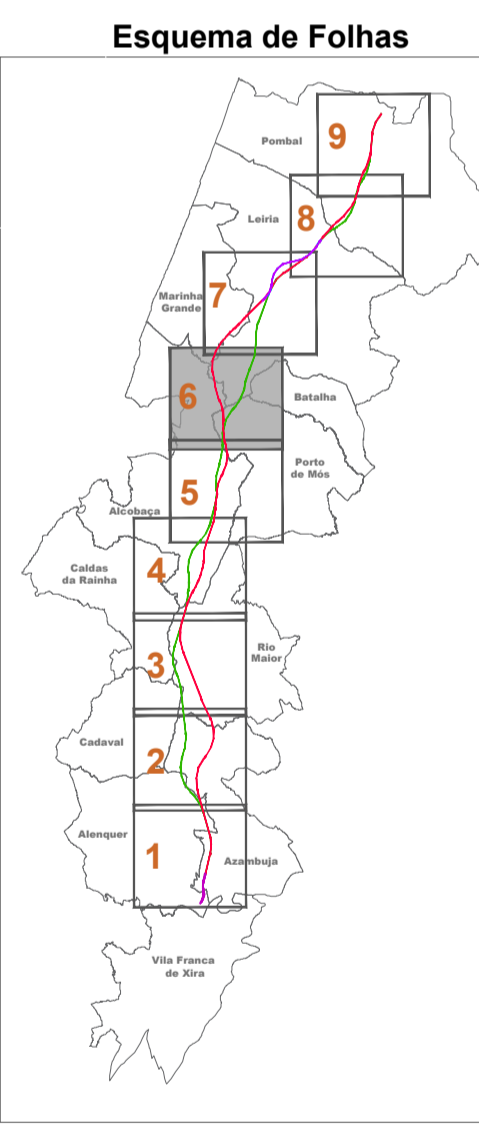 Esquema de Folhas
Pombal
9
Leiria
8
Marinha
Grande
7
6
Batalha
Porto
de Mós
5
Alcobaça
4
Caldas
da Rainha
Rio
Maior
3
Cadaval
2
Alenquer
1
Azambuja
Vila Franca
de Xira